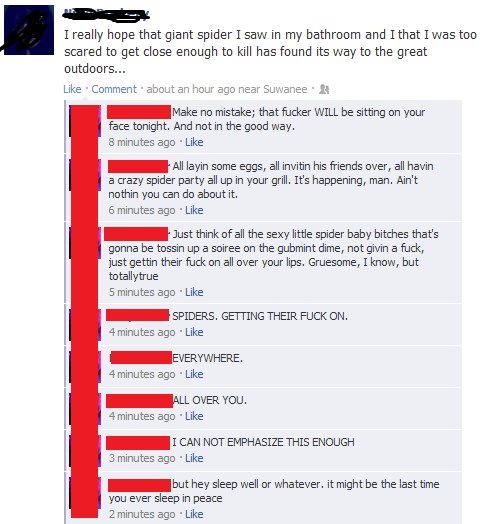 I really hope that giant spider I saw in my bathroom and I that I was too
scared to get close enough to kill has found its way to the great
outdoors...
Like · Comment · about an hour ago near Suwanee ·
Make no mistake; that fucker WILL be sitting on your
face tonight. And not in the good way.
8 minutes ago · Like
All layin some eggs, all invitin his friends over, all havin
a crazy spider party all up in your grill. It's happening, man. Ain't
nothin you can do about it.
6 minutes ago · Like
Just think of all the sexy little spider baby bitches that's
gonna be tossin up a soiree on the gubmint dime, not givin a fuck,
just gettin their fuck on all over your lips. Gruesome, I know, but
totallytrue
5 minutes ago · Like
SPIDERS. GETTING THEIR FUCK ON.
4 minutes ago · Like
EVERYWHERE.
4 minutes ago · Like
ALL OVER YOU.
4 minutes ago · Like
I CAN NOT EMPHASIZE THIS ENOUGH
3 minutes ago · Like
but hey sleep well or whatever. it might be the last time
you ever sleep in peace
2 minutes ago · Like